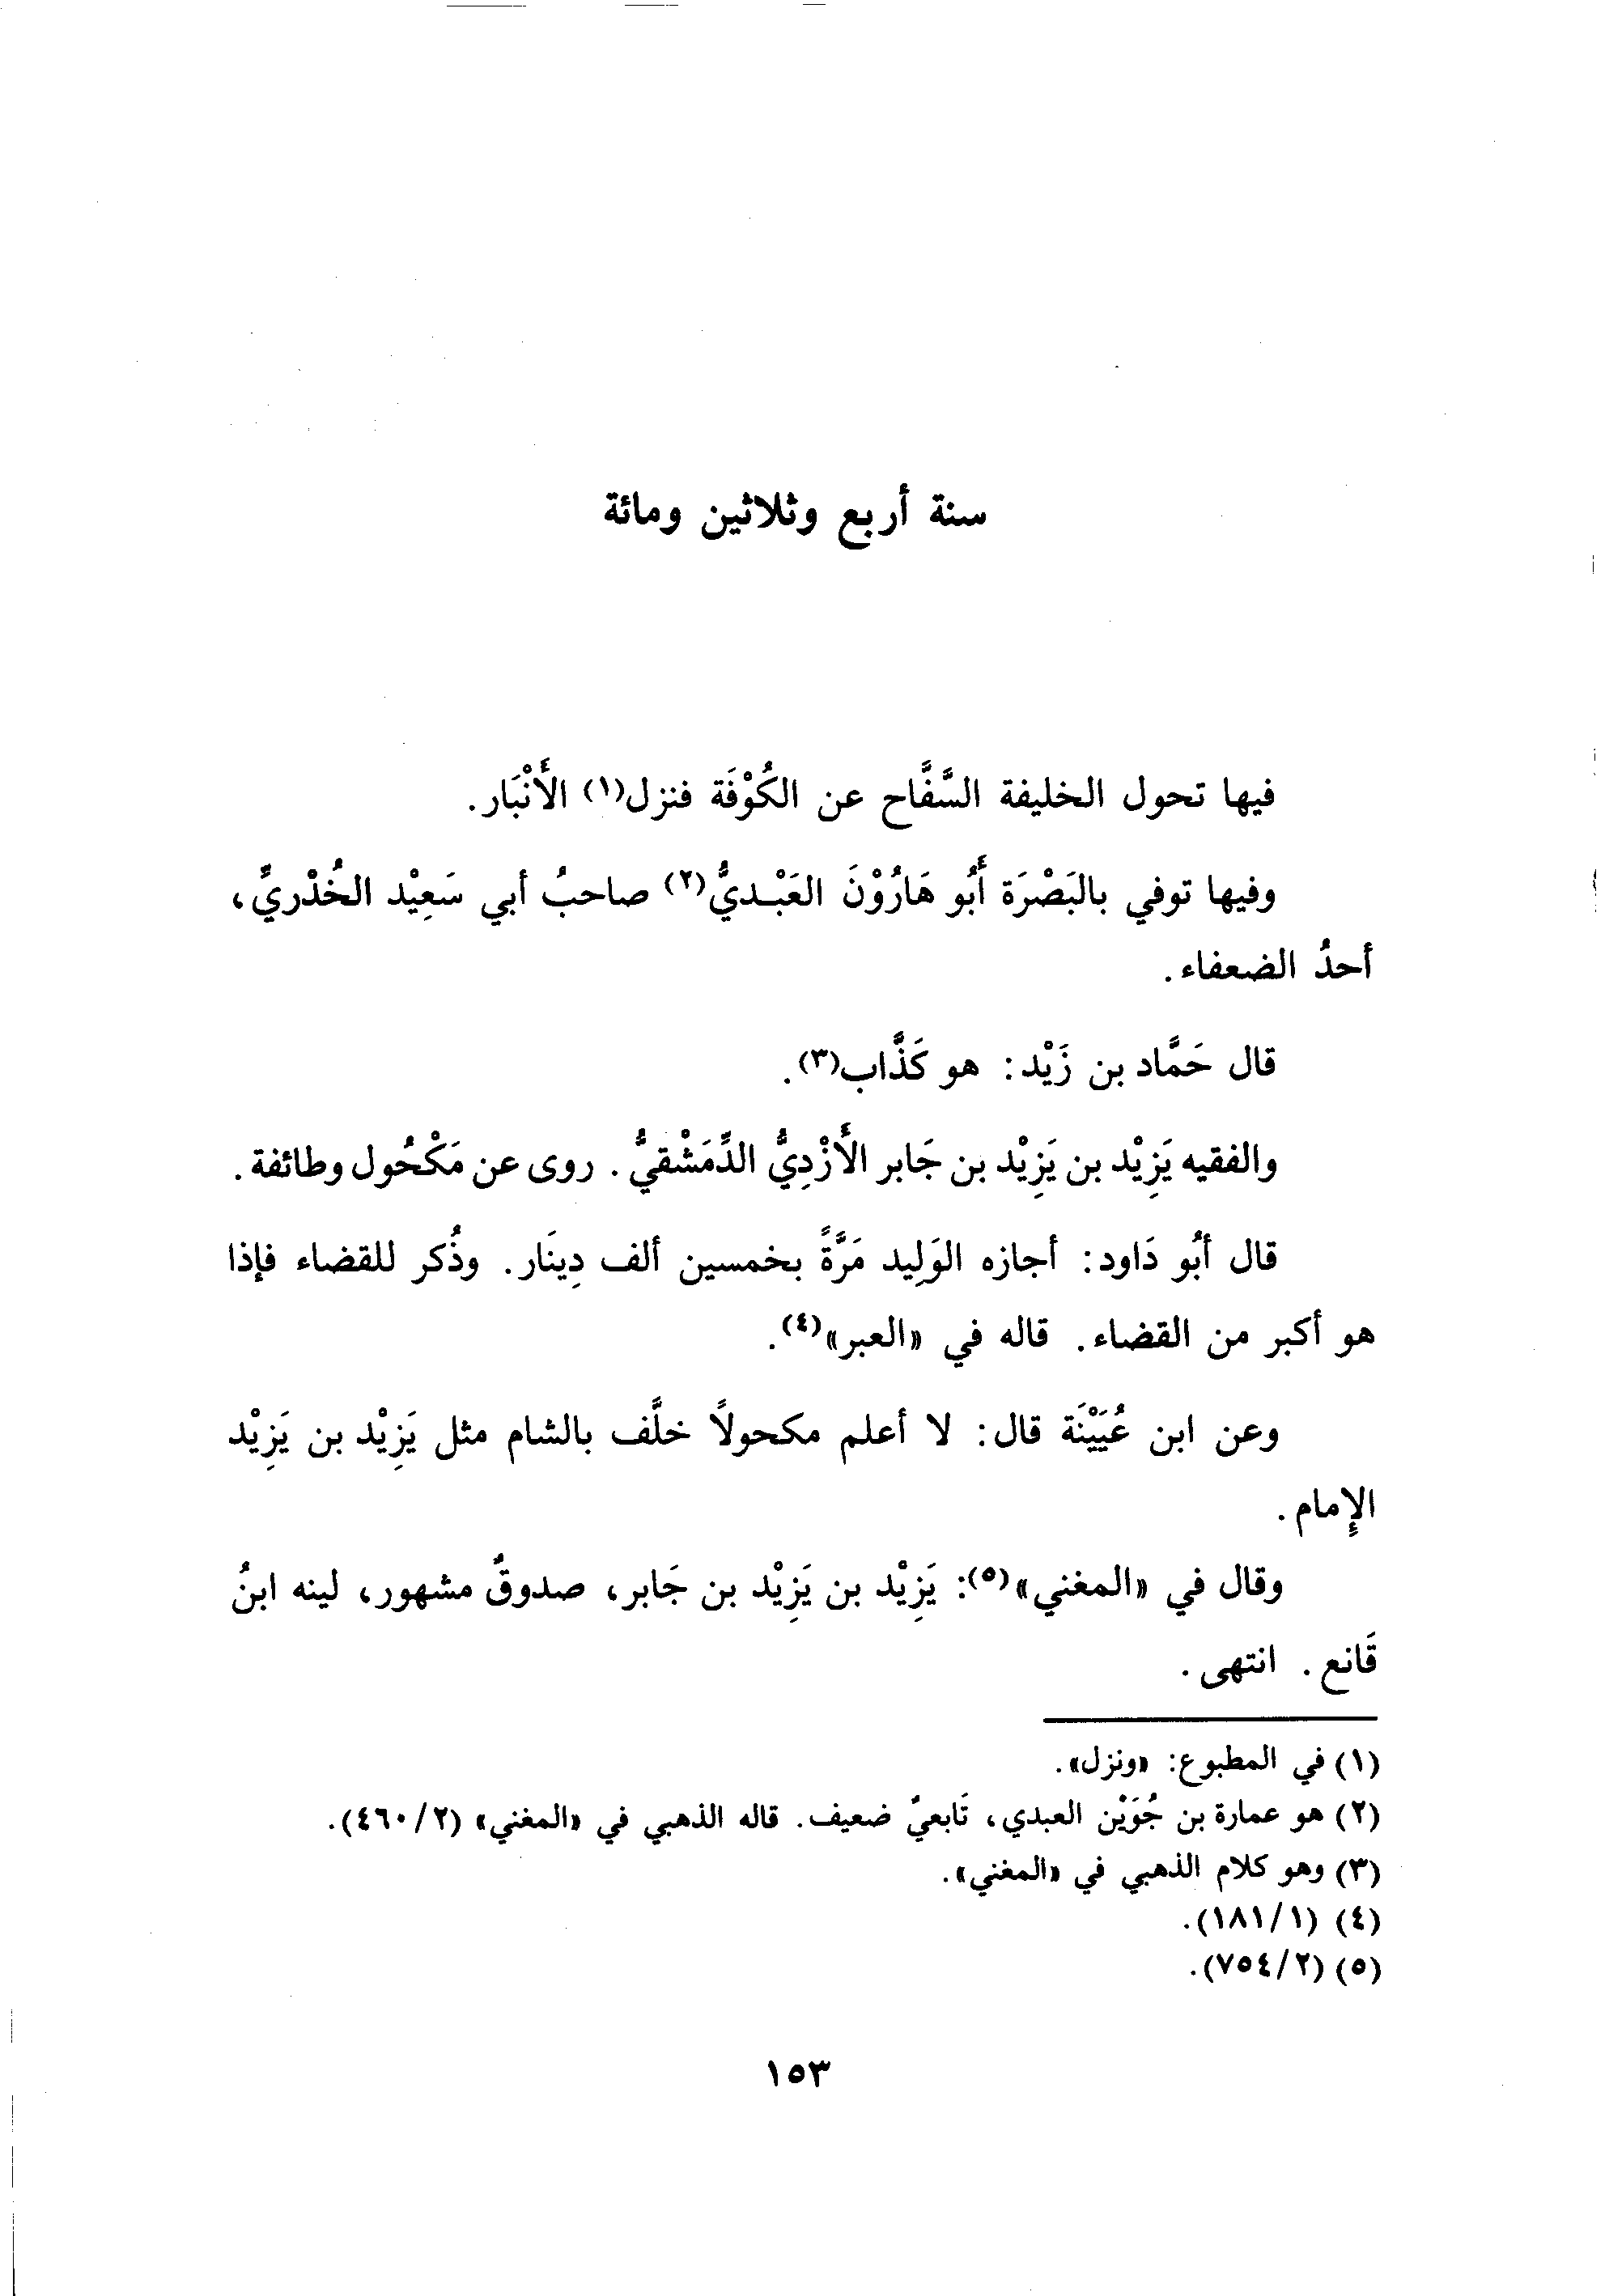 سنة أربع وثلاثين ومائة
فيها تحول الخليفة السَّفَّاح عن الكُوْفَة فنزل(١) الأَنْبَار.
وفيها توفي بالبَصْرَة أَبُو هَارُوْنَ العَبْـديُّ(٢) صاحبُ أبي سَعِيْد الخُدْريِّ،
أحدُ الضعفاء.
قال حَمَّاد بن زَيْد: هو كَذَّاب(٣).
والفقيه يَزِيْد بن يَزِيْد بن جَابر الأَزْدِيُّ الدِّمَشْقيُّ. روى عن مَكْحُول وطائفة.
قال أبُو دَاود: أجازه الوَلِيد مَرَّةً بخمسين ألف دِينَار. وذُكر للقضاء فإذا
هو أكبر من القضاء. قاله في «العبر»(٤).
وعن ابن عُيَيْنَة قال: لا أعلم مكحولاً خلَّف بالشام مثل يَزِيْد بن يَزِيْد
الإِمام.
وقال في «المغني»(٥): يَزِيْد بن يَزِيْد بن جَابر، صدوقٌ مشهور، لينه ابنُ
قَانع. انتهى.
(١) في المطبوع: «ونزل».
(٢) هو عمارة بن جُوَيْن العبدي، تَابعيٌ ضعيف. قاله الذهبي في «المغني» (٢/٤٦٠).
(٣) وهو كلام الذهبي في «المغني».
(٤) (١/١٨١).
(٥) (٢/٧٥٤).
١٥٣